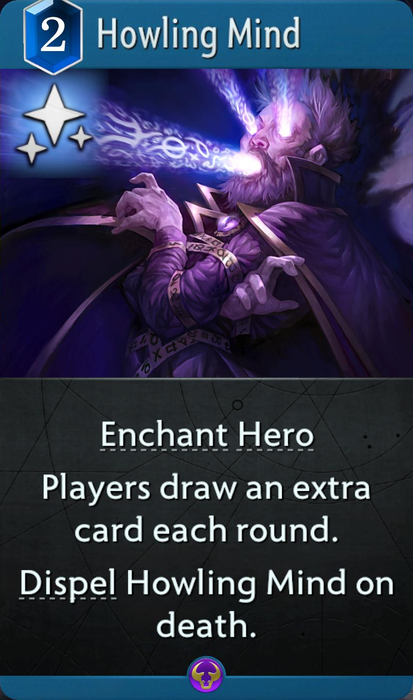 2 Howling Mind
Enchant Hero
Players draw an extra
card each round.
Dispel Howling Mind on
death.